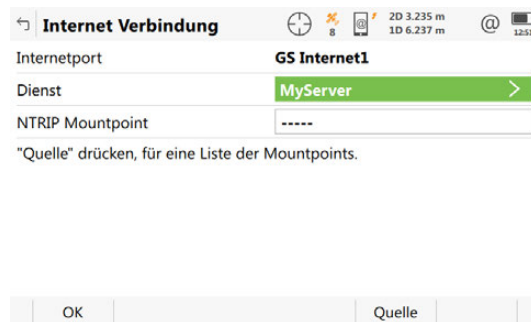 Internet Verbindung
8
@
2D 3.235 m
1D 6.237 m
@
Internetport
GS Internet1
Dienst
MyServer
NTRIP Mountpoint
-----
"Quelle" drücken, für eine Liste der Mountpoints.
OK
Quelle